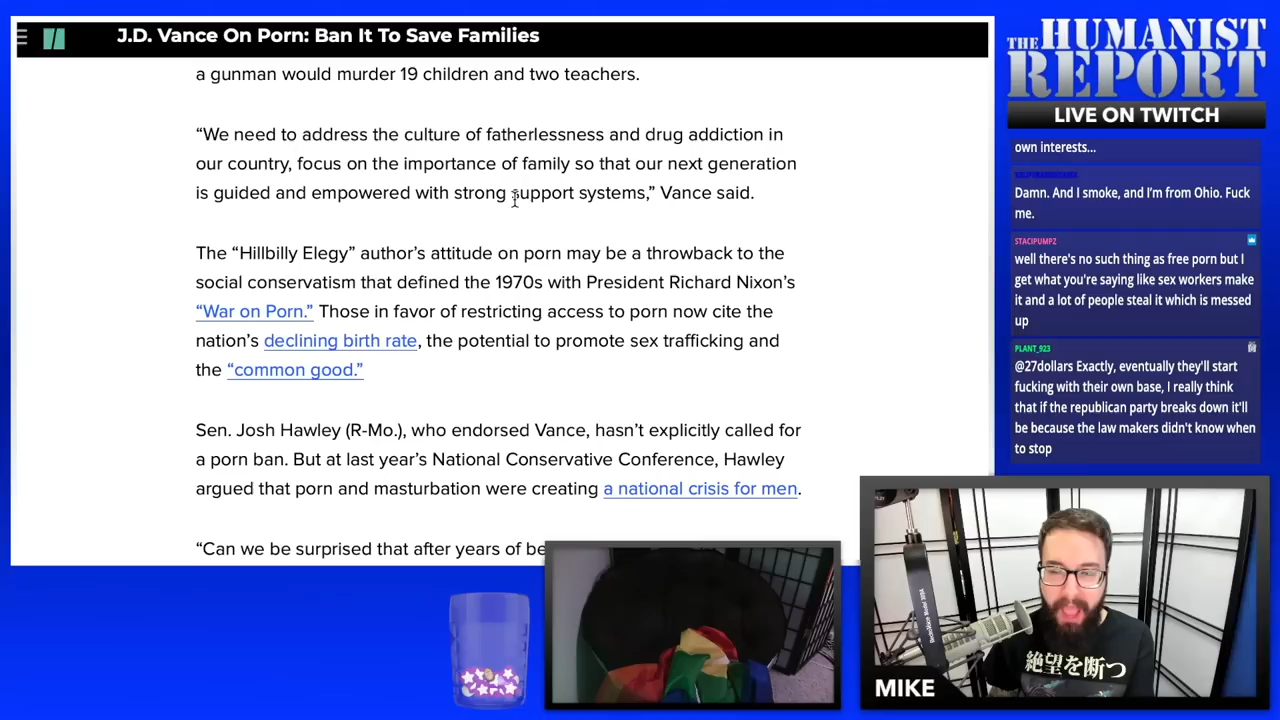 J.D. Vance On Porn: Ban It To Save Families
a gunman would murder 19 children and two teachers.
“We need to address the culture of fatherlessness and drug addiction in
our country, focus on the importance of family so that our next generation
is guided and empowered with strong support systems,” Vance said.
The “Hillbilly Elegy” author’s attitude on porn may be a throwback to the
social conservatism that defined the 1970s with President Richard Nixon’s
“War on Porn.” Those in favor of restricting access to porn now cite the
nation’s declining birth rate, the potential to promote sex trafficking and
the “common good.”
Sen. Josh Hawley (R-Mo.), who endorsed Vance, hasn’t explicitly called for
a porn ban. But at last year’s National Conservative Conference, Hawley
argued that porn and masturbation were creating a national crisis for men.
“Can we be surprised that after years of be
THE HUMANIST
REPORT
LIVE ON TWITCH
own interests...
Damn. And I smoke, and I’m from Ohio. Fuck
me.
STACIPUMPZ
well there's no such thing as free porn but I
get what you're saying like sex workers make
it and a lot of people steal it which is messed
up
PLANT_923
@27dollars Exactly, eventually they'll start
fucking with their own base, I really think
that if the republican party breaks down it'll
be because the law makers didn't know when
to stop
絶望を断つ
MIKE